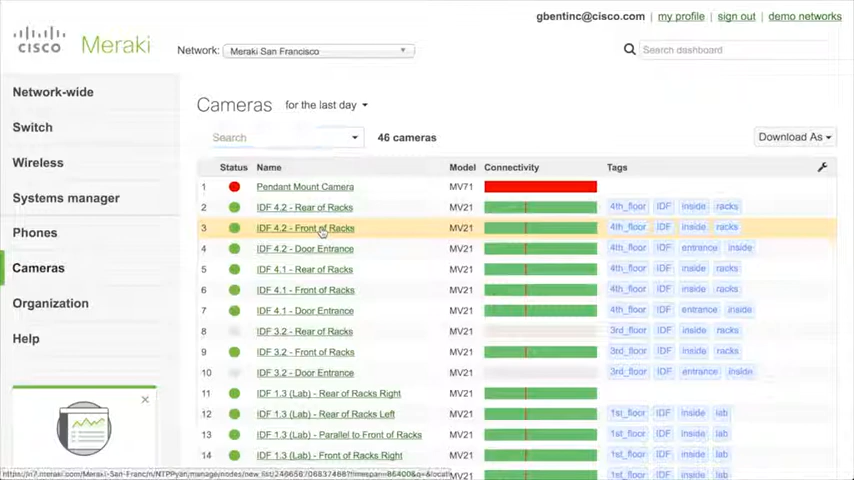 gbentinc@cisco.com | my profile | sign out | demo networks
cisco Meraki Network: Meraki San Francisco Search dashboard
Network-wide
Switch
Wireless
Systems manager
Phones
Cameras
Organization
Help
Cameras for the last day
Search 46 cameras Download As
Status Name Model Connectivity Tags
1 Pendant Mount Camera MV71
2 IDF 4.2 - Rear of Racks MV21 4th_floor IDF inside racks
3 IDF 4.2 - Front of Racks MV21 4th_floor IDF inside racks
4 IDF 4.2 - Door Entrance MV21 4th_floor IDF entrance inside
5 IDF 4.1 - Rear of Racks MV21 4th_floor IDF inside racks
6 IDF 4.1 - Front of Racks MV21 4th_floor IDF inside racks
7 IDF 4.1 - Door Entrance MV21 4th_floor IDF entrance inside
8 IDF 3.2 - Rear of Racks MV21 3rd_floor IDF inside racks
9 IDF 3.2 - Front of Racks MV21 3rd_floor IDF inside racks
10 IDF 3.2 - Door Entrance MV21 3rd_floor IDF entrance inside
11 IDF 1.3 (Lab) - Rear of Racks Right MV21
12 IDF 1.3 (Lab) - Rear of Racks Left MV21 1st_floor IDF inside lab
13 IDF 1.3 (Lab) - Parallel to Front of Racks MV21 1st_floor IDF inside lab
14 IDF 1.3 (Lab) - Front of Racks Right MV21 1st_floor IDF inside lab
1st_floor IDF inside lab